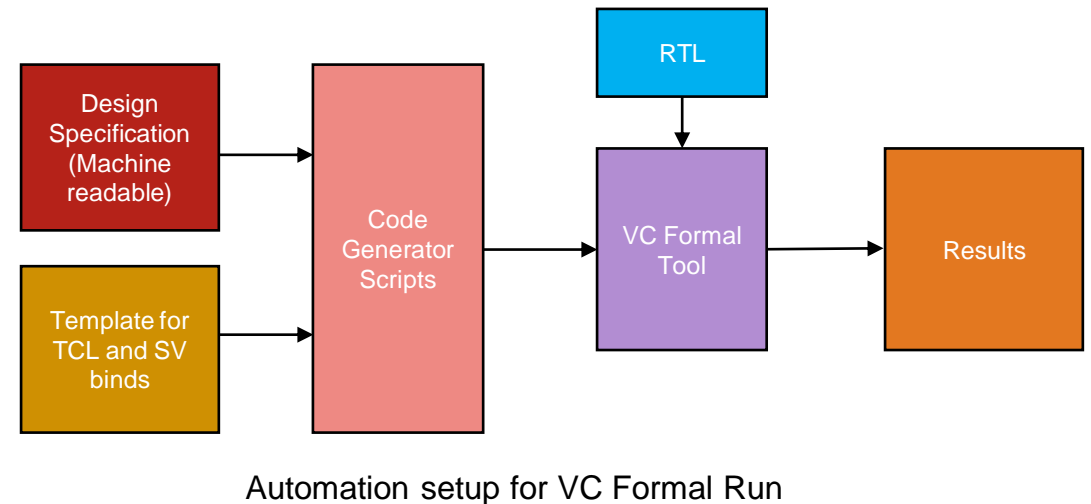 RTL
Design
Specification
(Machine
readable)
Code
Generator
Scripts
VC Formal
Tool
Results
Template for
TCL and SV
binds
Automation setup for VC Formal Run